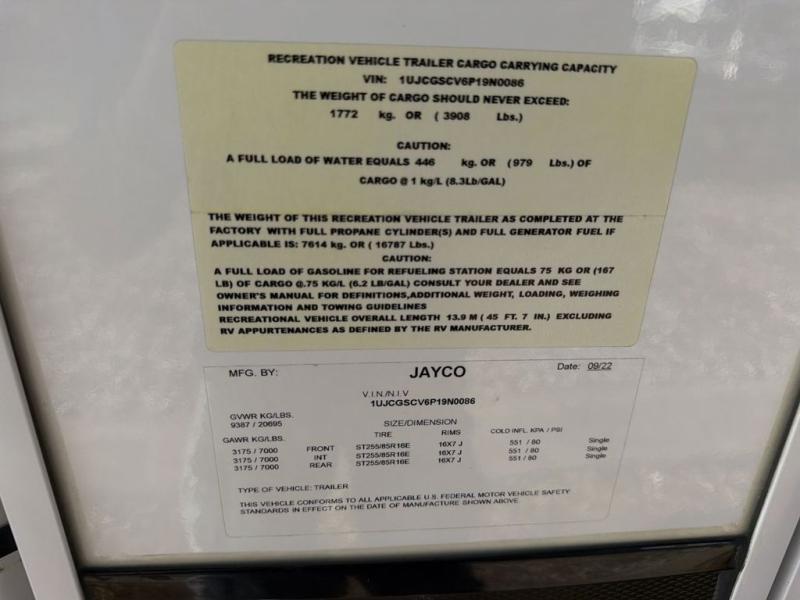 RECREATION VEHICLE TRAILER CARGO CARRYING CAPACITY
VIN: 1UJCGSCV6P19N0086
THE WEIGHT OF CARGO SHOULD NEVER EXCEED:
1772 kg. OR ( 3908 Lbs.)
CAUTION:
A FULL LOAD OF WATER EQUALS 446 kg. OR (979 Lbs.) OF
CARGO @ 1 kg/L (8.3Lb/GAL)
THE WEIGHT OF THIS RECREATION VEHICLE TRAILER AS COMPLETED AT THE
FACTORY WITH FULL PROPANE CYLINDER(S) AND FULL GENERATOR FUEL IF
APPLICABLE IS: 7614 kg. OR ( 16787 Lbs.)
CAUTION:
A FULL LOAD OF GASOLINE FOR REFUELING STATION EQUALS 75 KG OR (167
LB) OF CARGO @.75 KG/L (6.2 LB/GAL) CONSULT YOUR DEALER AND SEE
OWNER'S MANUAL FOR DEFINITIONS,ADDITIONAL WEIGHT, LOADING, WEIGHING
INFORMATION AND TOWING GUIDELINES
RECREATIONAL VEHICLE OVERALL LENGTH 13.9 M ( 45 FT. 7 IN.) EXCLUDING
RV APPURTENANCES AS DEFINED BY THE RV MANUFACTURER.
MFG. BY: JAYCO Date: 09/22
V.I.N./N.I.V
1UJCGSCV6P19N0086
GVWR KG/LBS.
9387 / 20695
SIZE/DIMENSION
GAWR KG/LBS. TIRE RIMS COLD INFL. KPA / PSI
3175 / 7000 FRONT ST255/85R16E 16X7 J 551 / 80 Single
3175 / 7000 INT ST255/85R16E 16X7 J 551 / 80 Single
3175 / 7000 REAR ST255/85R16E 16X7 J 551 / 80 Single
TYPE OF VEHICLE: TRAILER
THIS VEHICLE CONFORMS TO ALL APPLICABLE U.S. FEDERAL MOTOR VEHICLE SAFETY
STANDARDS IN EFFECT ON THE DATE OF MANUFACTURE SHOWN ABOVE